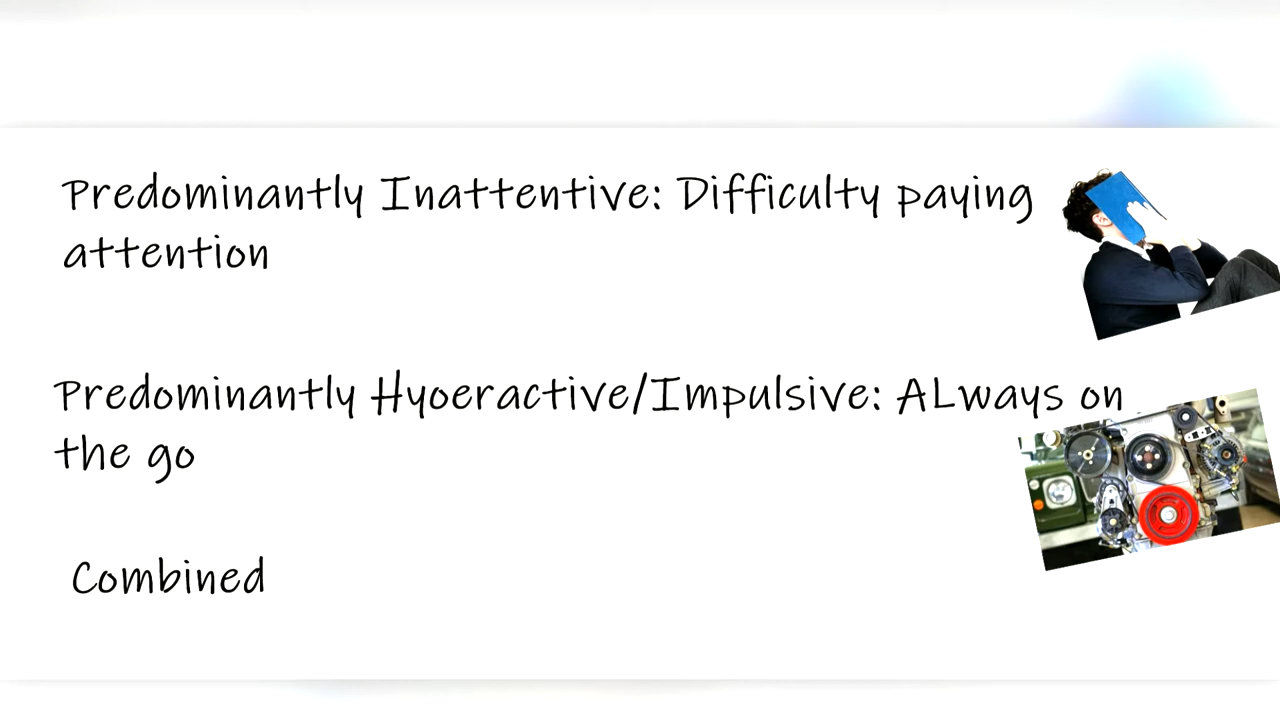 Predominantly Inattentive: Difficulty paying
attention
Predominantly Hyoeractive/Impulsive: ALways on
the go
Combined